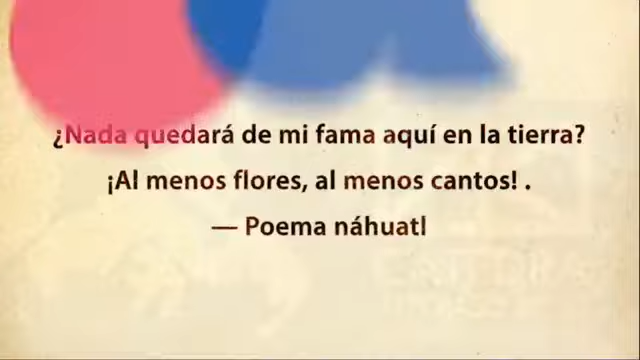 ¿Nada quedará de mi fama aquí en la tierra?
¡Al menos flores, al menos cantos! .
— Poema náhuatl